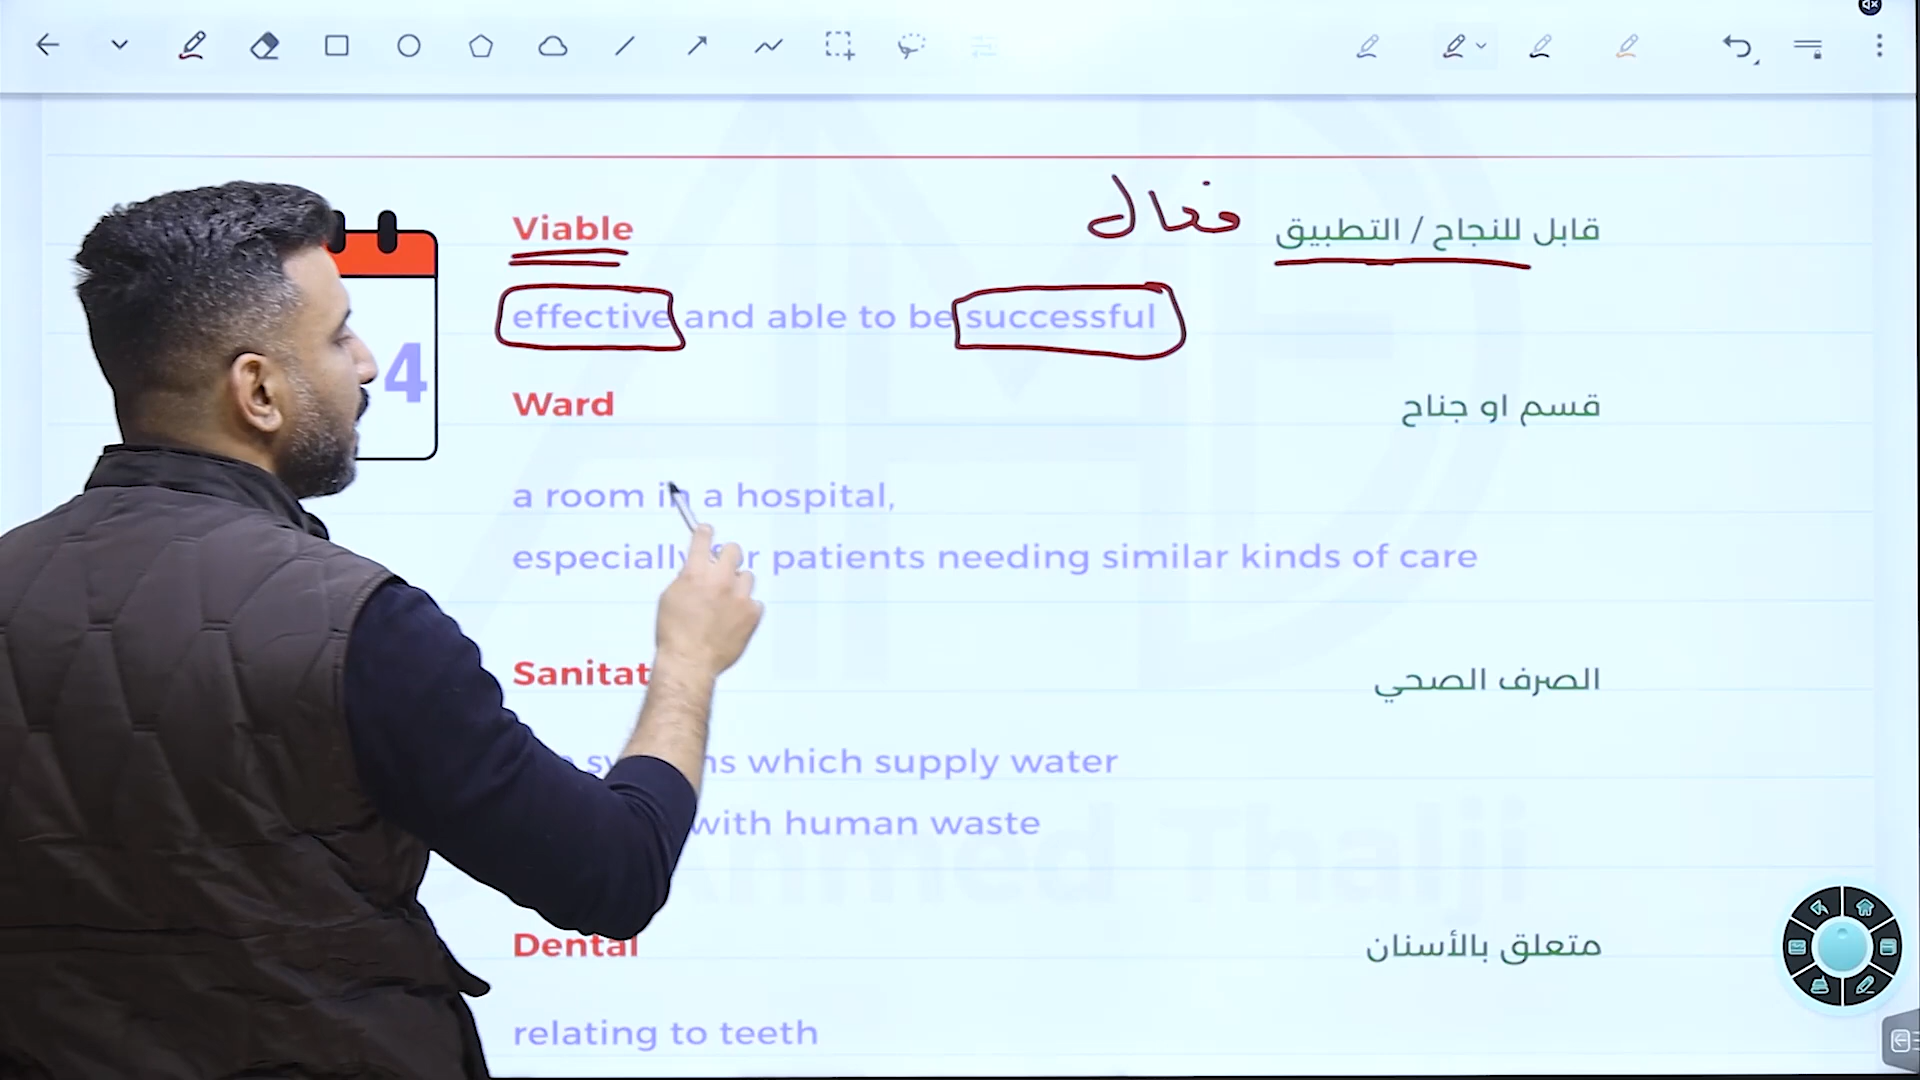 Viable
فعال
قابل للنجاح / التطبيق
effective and able to be successful
4
Ward
قسم او جناح
a room in a hospital,
especially for patients needing similar kinds of care
الصرف الصحي
which supply water
with human waste
Ahmed Thalji
Dental
متعلق بالأسنان
relating to teeth